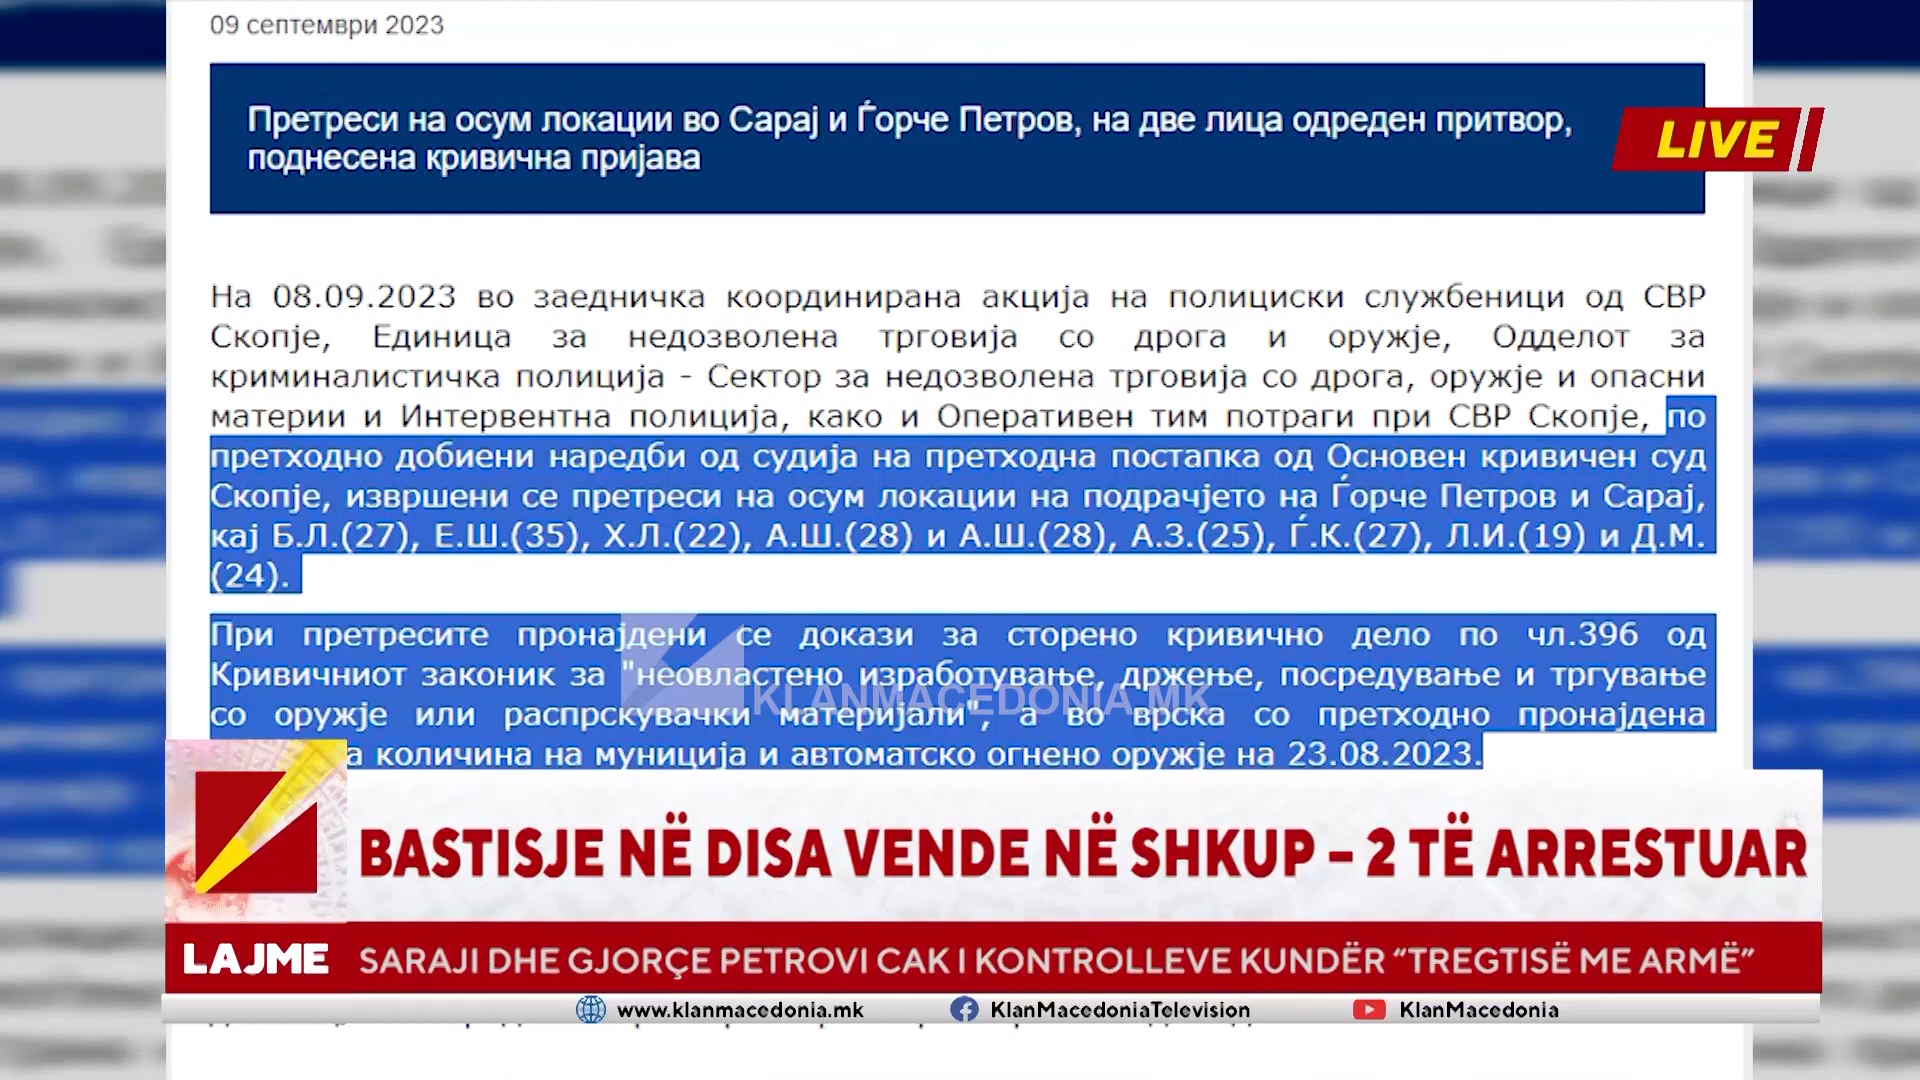 09 септември 2023
Претреси на осум локации во Сарај и Ѓорче Петров, на две лица одреден притвор,
поднесена кривична пријава
LIVE
На 08.09.2023 во заедничка координирана акција на полициски службеници од СВР
Скопје, Единица за недозволена трговија со дрога и оружје, Одделот за
криминалистичка полиција - Сектор за недозволена трговија со дрога, оружје и опасни
материи и Интервентна полиција, како и Оперативен тим потраги при СВР Скопје, по
претходно добиени наредби од судија на претходна постапка од Основен кривичен суд
Скопје, извршени се претреси на осум локации на подрачјето на Ѓорче Петров и Сарај,
кај Б.Л.(27), Е.Ш.(35), Х.Л.(22), А.Ш.(28) и А.Ш.(28), А.З.(25), Ѓ.К.(27), Л.И.(19) и Д.М.
(24).
При претресите пронајдени се докази за сторено кривично дело по чл.396 од
Кривичниот законик за "неовластено изработување, држење, посредување и тргување
KLANMACEDONIA.MK
со оружје или распрскувачки материјали", а во врска со претходно пронајдена
количина на муниција и автоматско огнено оружје на 23.08.2023.
BASTISJE NË DISA VENDE NË SHKUP – 2 TË ARRESTUAR
LAJME
SARAJI DHE GJORÇE PETROVI CAK I KONTROLLEVE KUNDËR “TREGTISË ME ARMË”
www.klanmacedonia.mk
KlanMacedoniaTelevision
KlanMacedonia